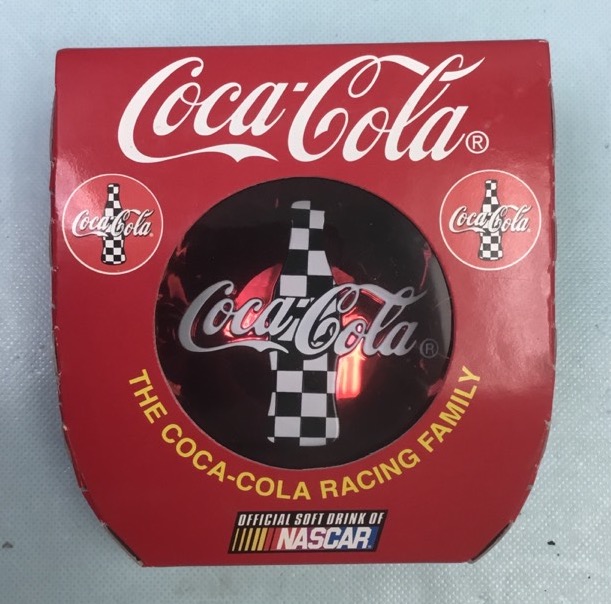 Coca-Cola®
Coca-Cola®
Coca-Cola
Coca-Cola®
THE COCA-COLA RACING FAMILY
OFFICIAL SOFT DRINK OF
NASCAR